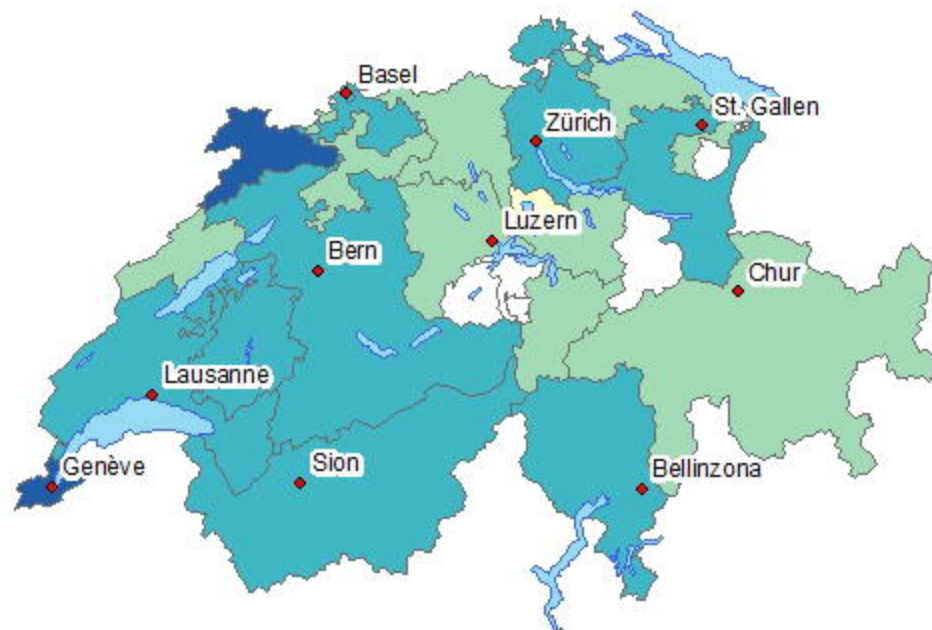 Basel
St. Gallen
Zürich
Luzern
Bern
Chur
Lausanne
Genève
Sion
Bellinzona